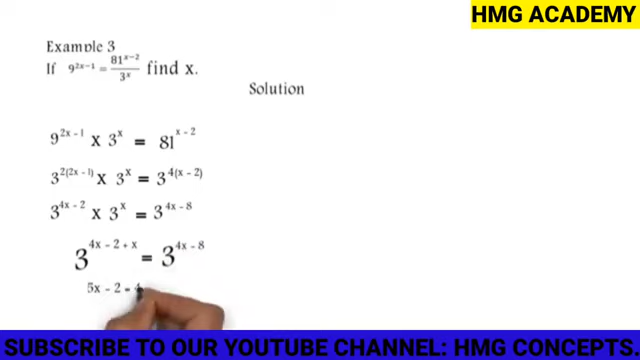 HMG ACADEMY
Example 3
If 9^{2x–1} = \frac{81^{x–2}}{3^x} find x.
Solution
9^{2x – 1} x 3^x = 81^{x – 2}
3^{2(2x – 1)} x 3^x = 3^{4(x – 2)}
3^{4x – 2} x 3^x = 3^{4x – 8}
3^{4x – 2 + x} = 3^{4x – 8}
5x – 2 = 4
SUBSCRIBE TO OUR YOUTUBE CHANNEL: HMG CONCEPTS.